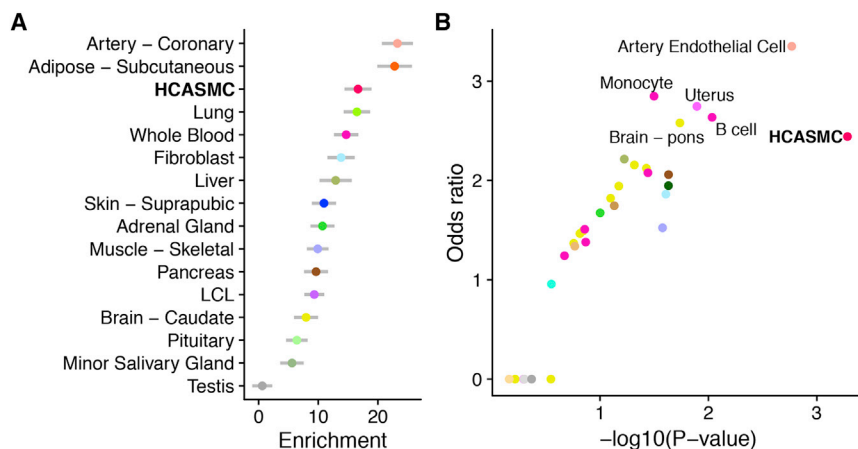 A
Artery – Coronary
Adipose – Subcutaneous
HCASMC
Lung
Whole Blood
Fibroblast
Liver
Skin – Suprapubic
Adrenal Gland
Muscle – Skeletal
Pancreas
LCL
Brain – Caudate
Pituitary
Minor Salivary Gland
Testis
0 10 20
Enrichment
B
Artery Endothelial Cell
Monocyte
Uterus
B cell
Brain – pons
HCASMC
Odds ratio
3
2
1
0
1 2 3
−log10(P−value)